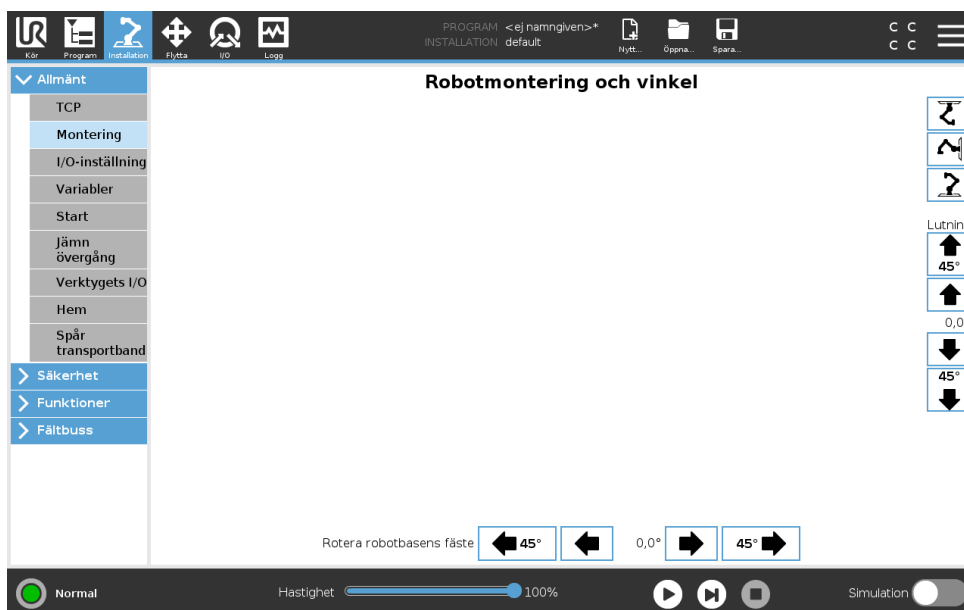 UR
Kör
Program
Installation
Flytta
I/O
Logg
PROGRAM <ej namngiven>*
INSTALLATION default
Nytt...
Öppna...
Spara...
C C
C C
Allmänt
TCP
Montering
I/O-inställning
Variabler
Start
Jämn
övergång
Verktygets I/O
Hem
Spår
transportband
Säkerhet
Funktioner
Fältbuss
Robotmontering och vinkel
Lutnin
45°
0,0
45°
Rotera robotbasens fäste 45° 0,0° 45°
Normal
Hastighet 100%
Simulation